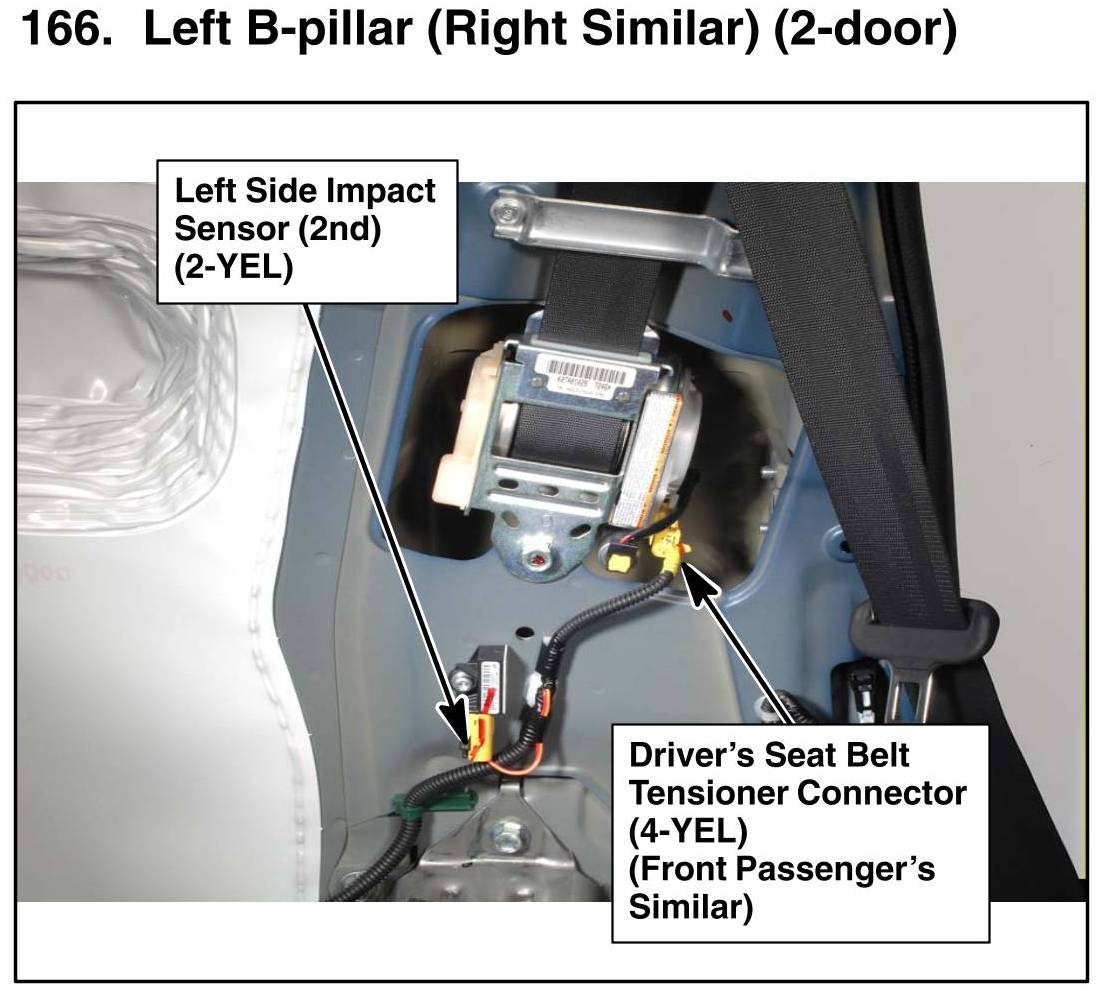 166. Left B-pillar (Right Similar) (2-door)
Left Side Impact
Sensor (2nd)
(2-YEL)
Driver’s Seat Belt
Tensioner Connector
(4-YEL)
(Front Passenger’s
Similar)